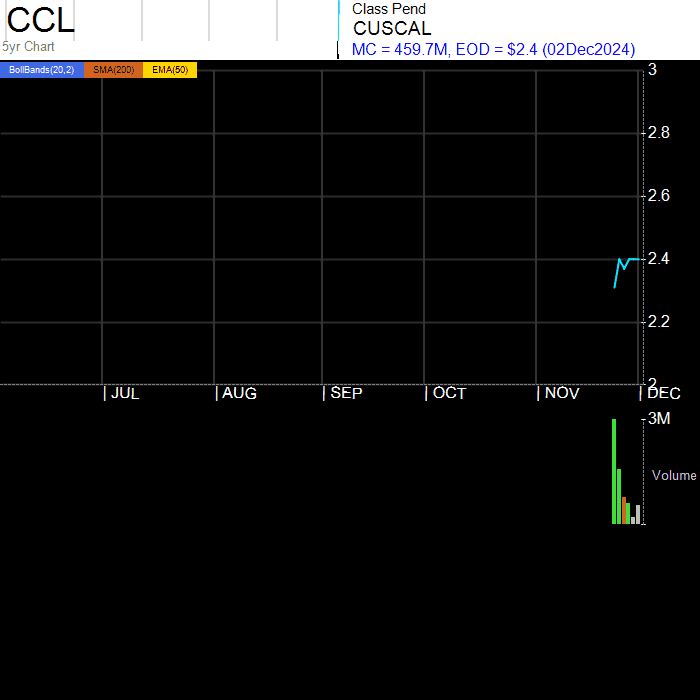 CCL
5yr Chart
Class Pend
CUSCAL
MC = 459.7M, EOD = $2.4 (02Dec2024)
BollBands(20,2) SMA(200) EMA(50)
3
2.8
2.6
2.4
2.2
2
JUL AUG SEP OCT NOV DEC
3M
Volume